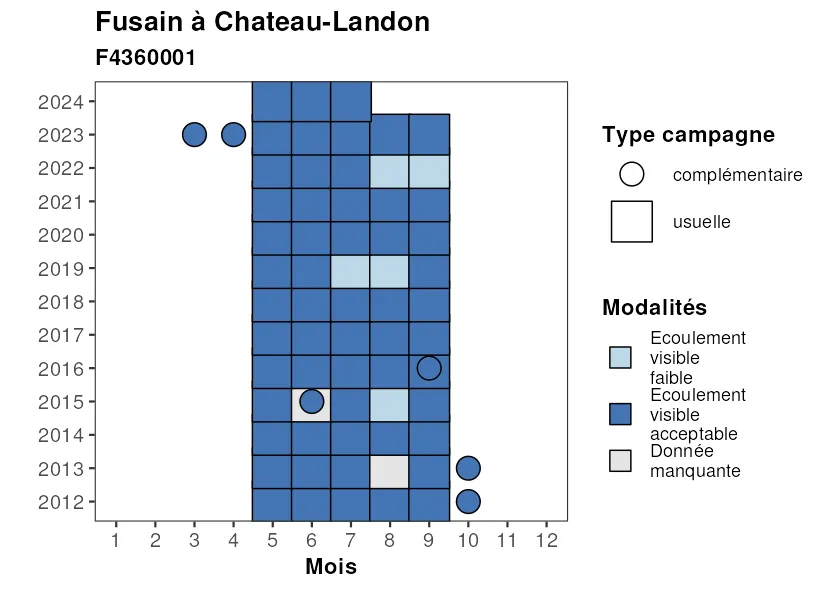 Fusain à Chateau-Landon
F4360001
2024
2023
2022
2021
2020
2019
2018
2017
2016
2015
2014
2013
2012
1 2 3 4 5 6 7 8 9 10 11 12
Mois
Type campagne
complémentaire
usuelle
Modalités
Ecoulement
visible
faible
Ecoulement
visible
acceptable
Donnée
manquante